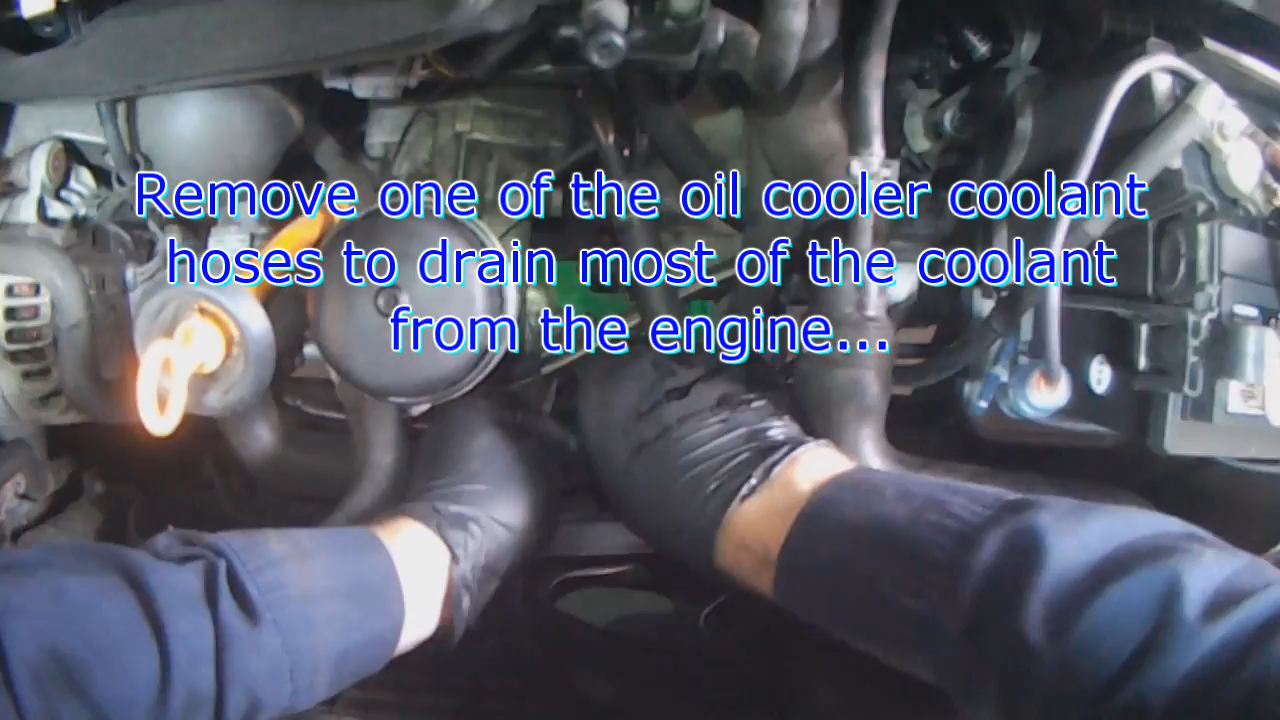 Remove one of the oil cooler coolant
hoses to drain most of the coolant
from the engine...